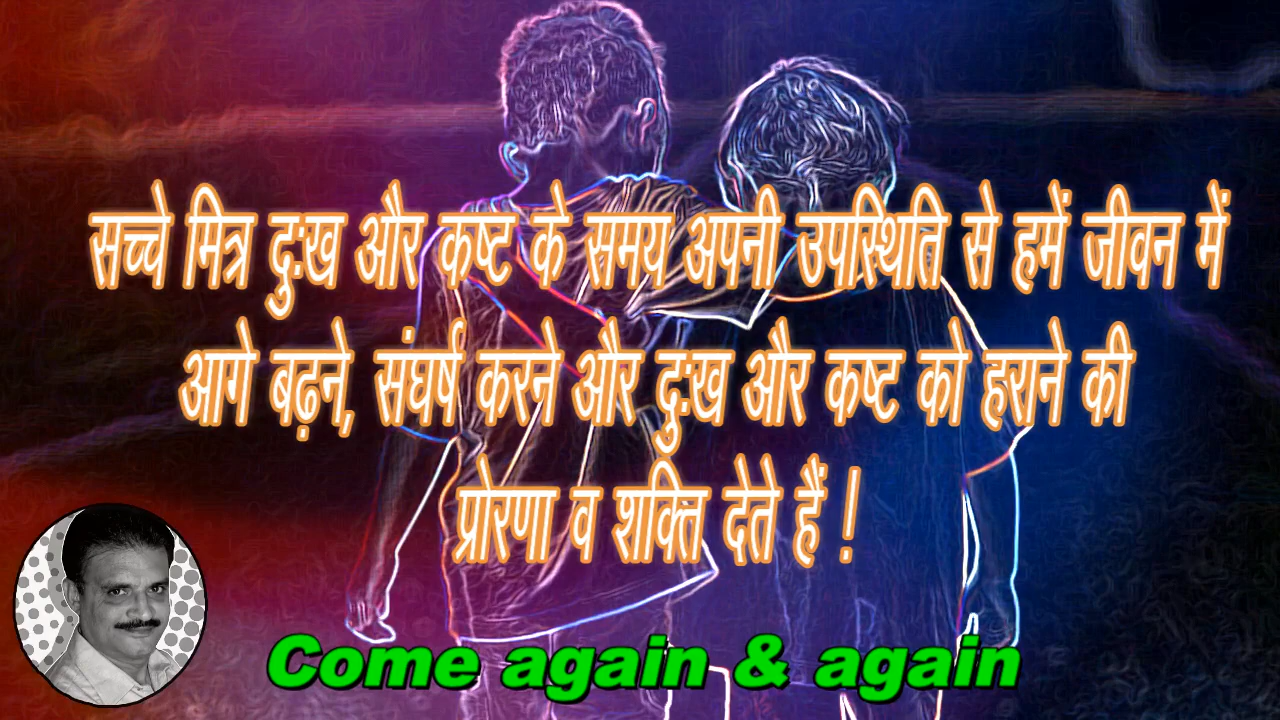 सच्चे मित्र दुःख और कष्ट के समय अपनी उपस्थिति से हमें जीवन में
आगे बढ़ने, संघर्ष करने और दुःख और कष्ट को हराने की
प्रोरणा व शक्ति देते हैं !
Come again & again